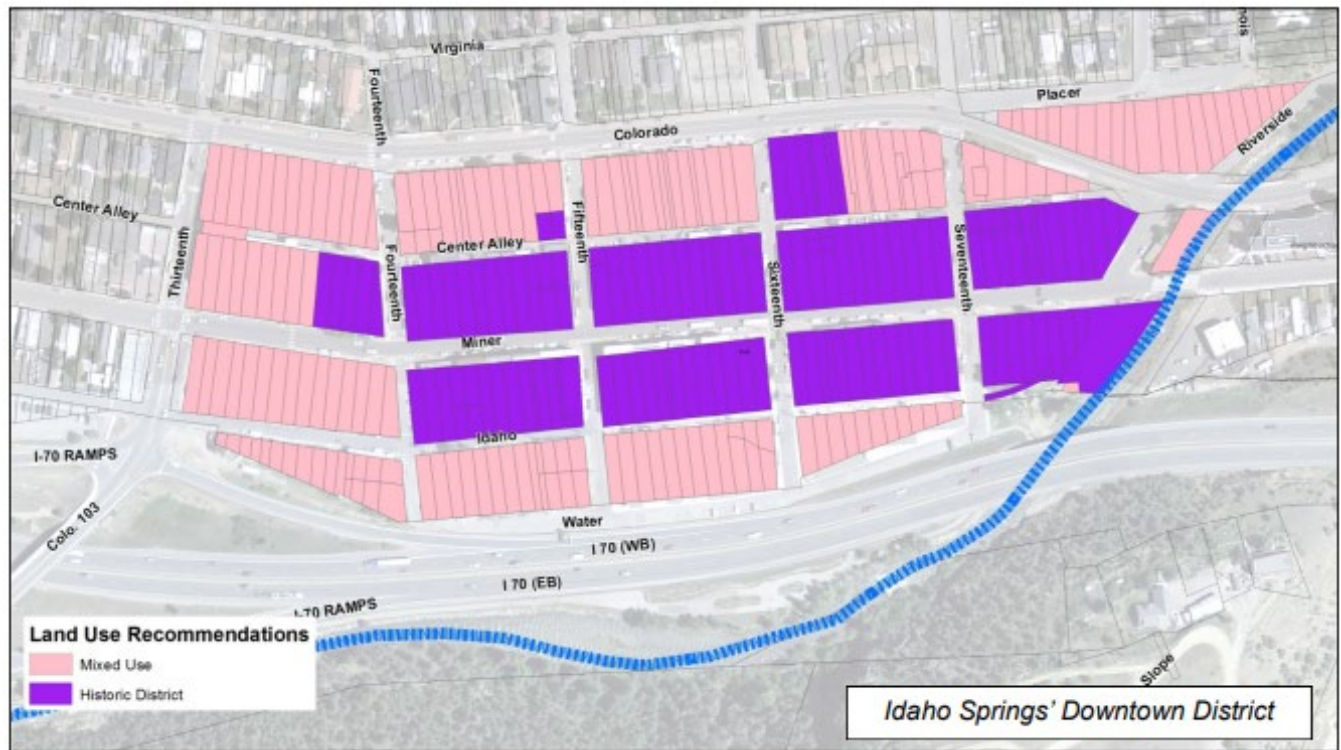 Virginia
nois
Fourteenth
Placer
Colorado
Riverside
Center Alley
Thirteenth
Fourteenth
Center Alley
Fifteenth
Sixteenth
Seventeenth
Miner
Idaho
I-70 RAMPS
Colo. 103
Water
I 70 (WB)
I 70 (EB)
I-70 RAMPS
Land Use Recommendations
Mixed Use
Historic District
Slope
Idaho Springs' Downtown District